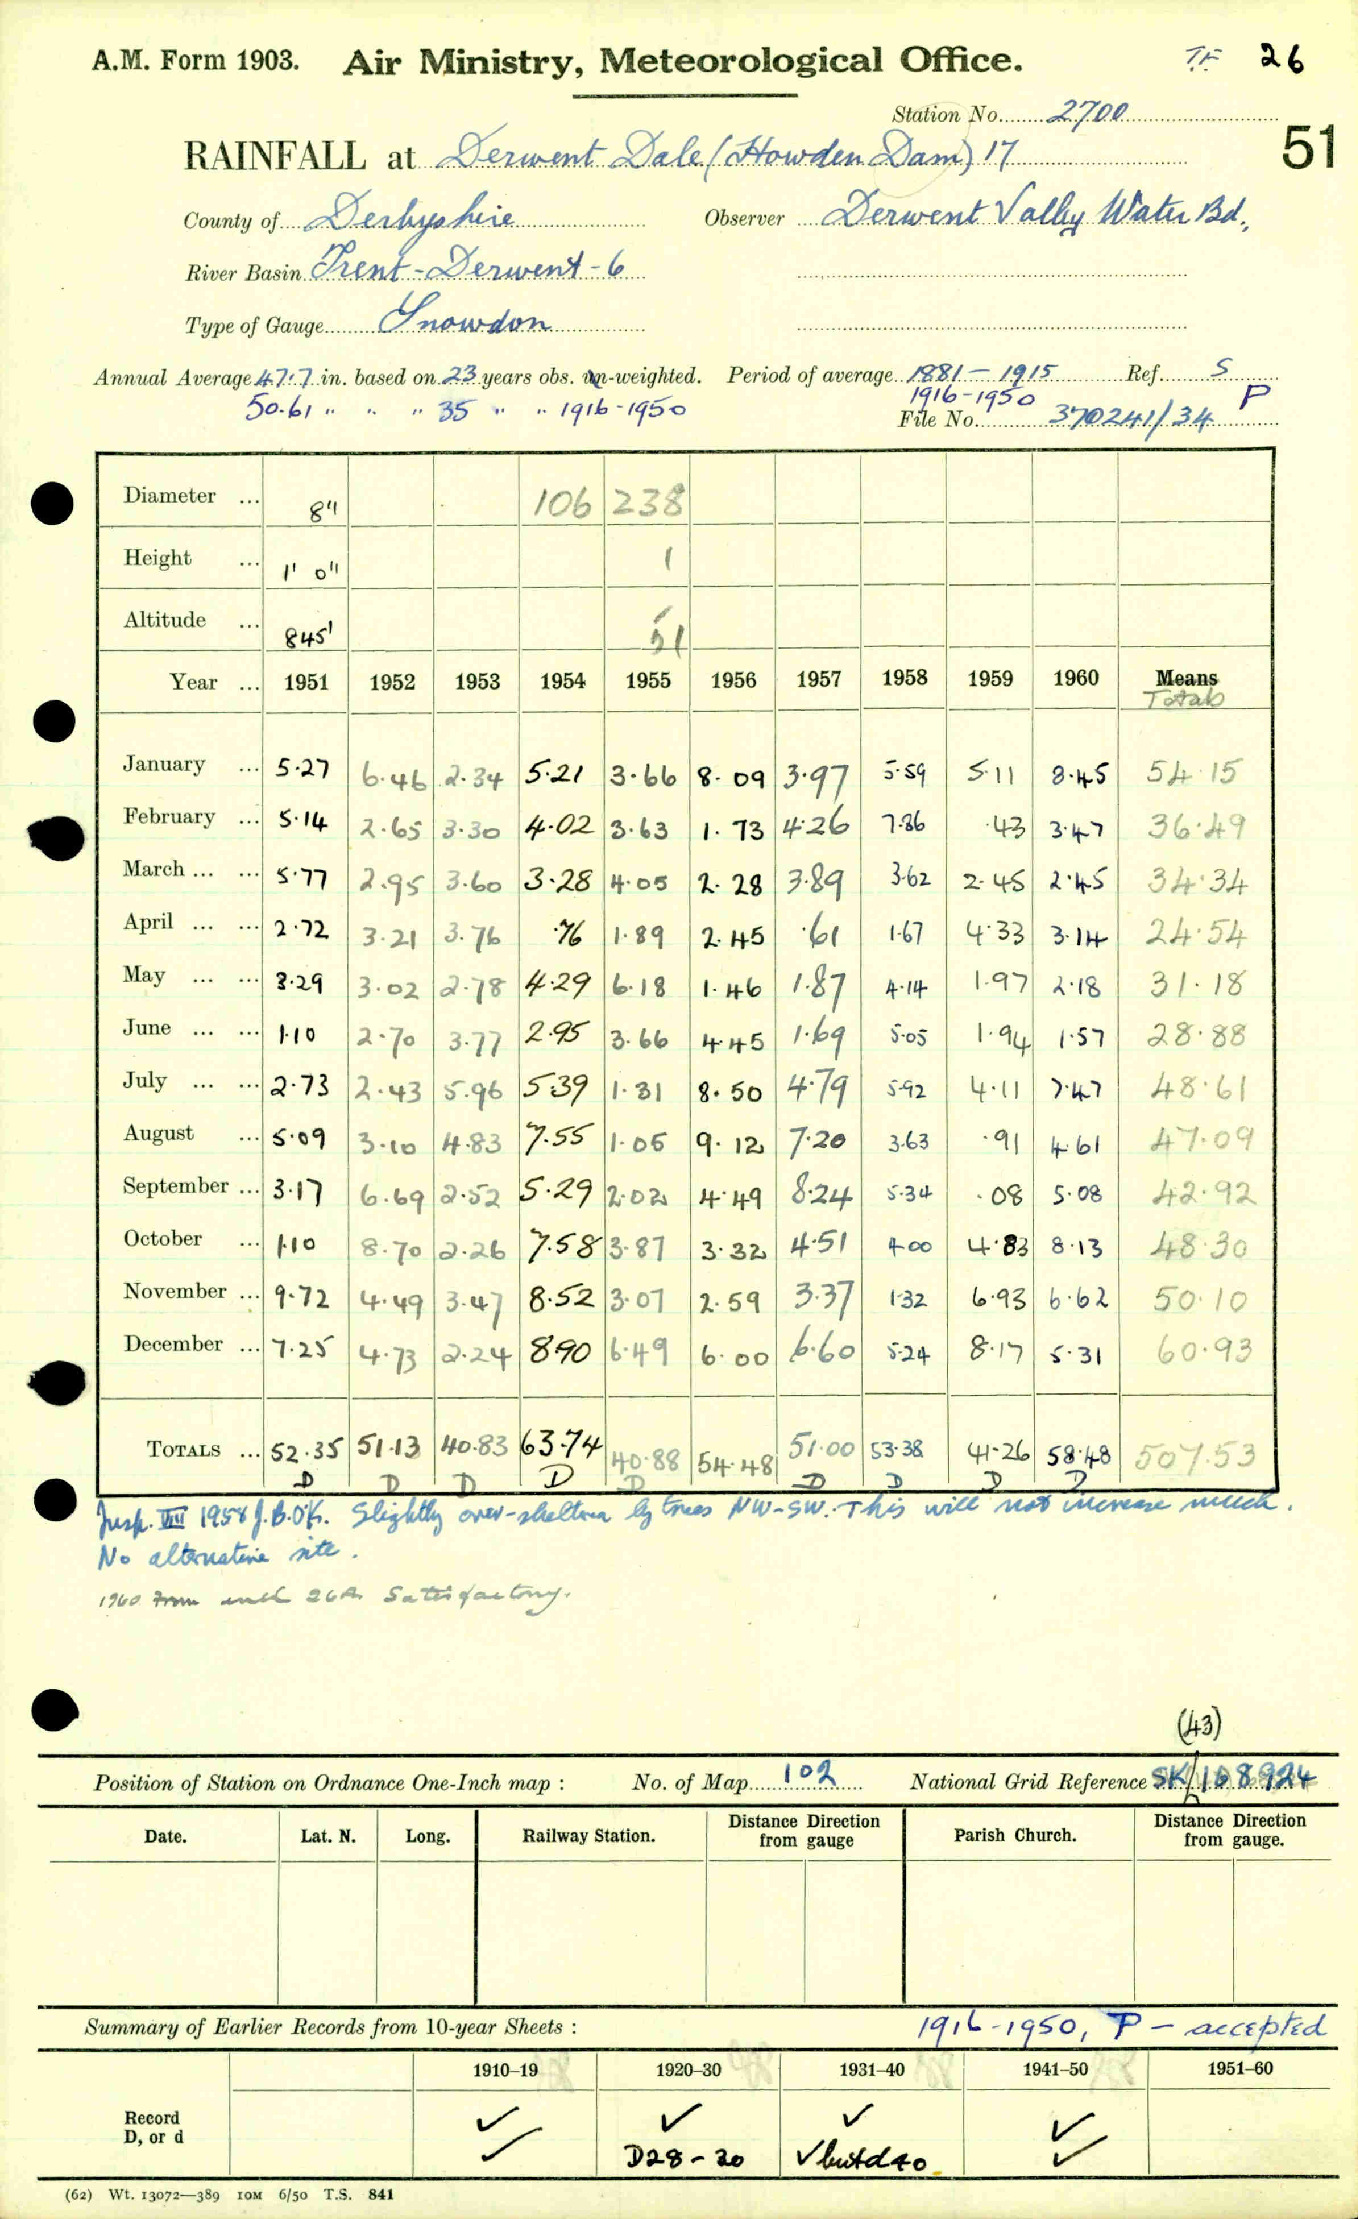 A.M. Form 1903. Air Ministry, Meteorological Office. T.F. 26
Station No. 2700
51
RAINFALL at Derwent Dale (Howden Dam) 17
County of Derbyshire Observer Derwent Valley Water Bd,
River Basin Trent-Derwent-6
Type of Gauge Snowdon
Annual Average 47.7 in. based on 23 years obs. un-weighted. Period of average 1881-1915 Ref. S
50.61 " " " 35 " " 1916-1950 1916-1950 P
File No. 370241/34
Diameter ... 8" 106 238
Height ... 1' 0" 1
Altitude ... 845' 51
Year ... 1951 1952 1953 1954 1955 1956 1957 1958 1959 1960 Means
Totals
January ... 5.27 6.46 2.34 5.21 3.66 8.09 3.97 5.59 5.11 8.45 54.15
February ... 5.14 2.65 3.30 4.02 3.63 1.73 4.26 7.86 .43 3.47 36.49
March ... ... 5.77 2.95 3.60 3.28 4.05 2.28 3.89 3.62 2.45 2.45 34.34
April ... ... 2.72 3.21 3.76 .76 1.89 2.45 .61 1.67 4.33 3.14 24.54
May ... ... 3.29 3.02 2.78 4.29 6.18 1.46 1.87 4.14 1.97 2.18 31.18
June ... ... 1.10 2.70 3.77 2.95 3.66 4.45 1.69 5.05 1.94 1.57 28.88
July ... ... 2.73 2.43 5.96 5.39 1.31 8.50 4.79 5.92 4.11 7.47 48.61
August ... 5.09 3.10 4.83 7.55 1.05 9.12 7.20 3.63 .91 4.61 47.09
September ... 3.17 6.69 2.52 5.29 2.02 4.49 8.24 5.34 .08 5.08 42.92
October ... 1.10 8.70 2.26 7.58 3.87 3.32 4.51 4.00 4.83 8.13 48.30
November ... 9.72 4.49 3.47 8.52 3.07 2.59 3.37 1.32 6.93 6.62 50.10
December ... 7.25 4.73 2.24 8.90 6.49 6.00 6.60 5.24 8.17 5.31 60.93
TOTALS ... 52.35 51.13 40.83 63.74 40.88 54.48 51.00 53.38 41.26 58.48 507.53
D D D D D D D D D
Insp. VIII 1958 J.B.O'K. Slightly over-sheltered by trees NW-SW. This will not increase much.
No alternative site.
1960 From Satisfactory.
(43)
Position of Station on Ordnance One-Inch map : No. of Map 102 National Grid Reference SK/168924
Date. Lat. N. Long. Railway Station. Distance from Direction gauge Parish Church. Distance from Direction gauge.
Summary of Earlier Records from 10-year Sheets : 1916-1950, P - accepted
1910–19 1920–30 1931–40 1941–50 1951–60
Record ✓ ✓ ✓ ✓
D, or d ✓ D28-30 ✓ but d40 ✓
(62) Wt. 13072—389 10M 6/50 T.S. 841